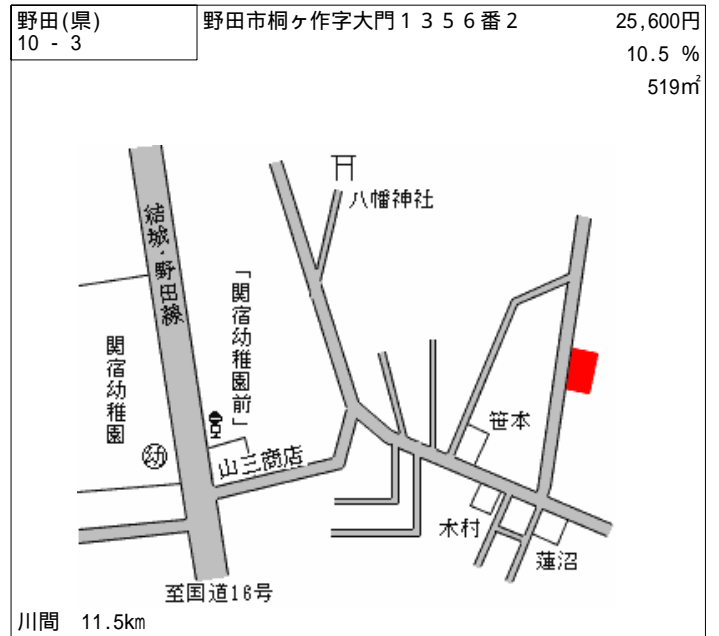 野田(県)
10 - 3
野田市桐ヶ作字大門１３５６番２
25,600円
10.5 %
519㎡
八幡神社
結城・野田線
「関宿幼稚園前」
関宿幼稚園
幼
山三商店
笹本
木村
蓮沼
至国道16号
川間 11.5km